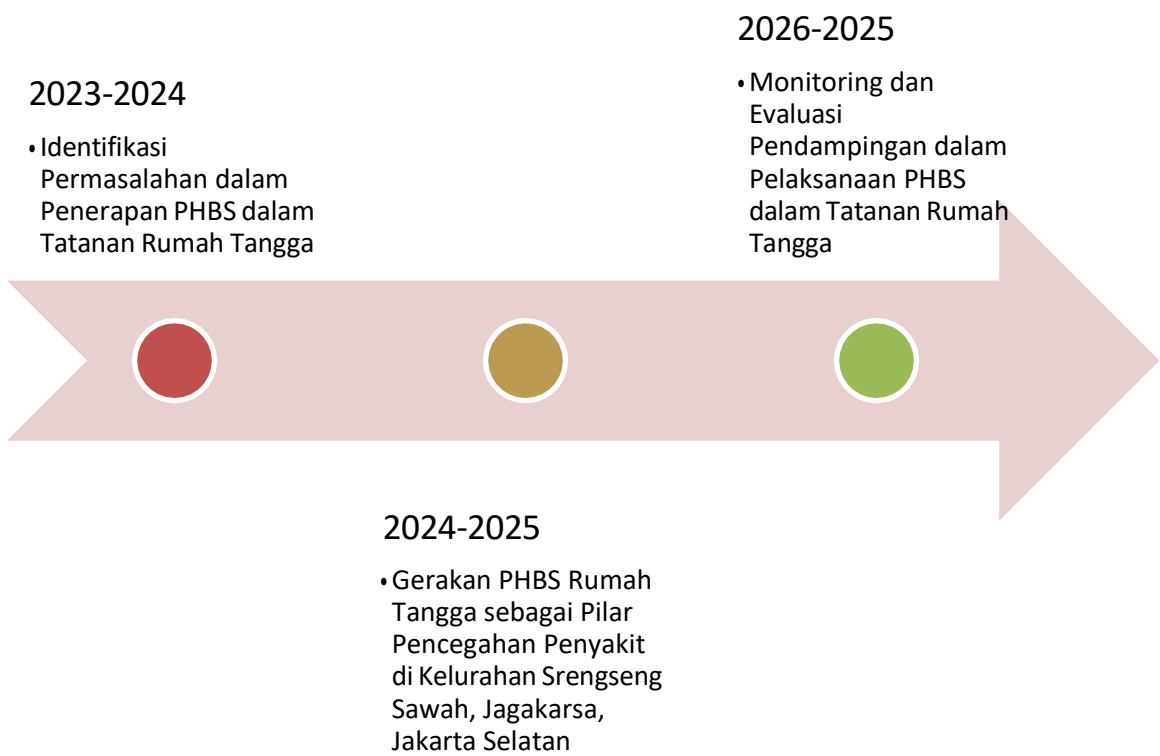 2023-2024
• Identifikasi
Permasalahan dalam
Penerapan PHBS dalam
Tatanan Rumah Tangga
2024-2025
• Gerakan PHBS Rumah
Tangga sebagai Pilar
Pencegahan Penyakit
di Kelurahan Srengseng
Sawah, Jagakarsa,
Jakarta Selatan
2026-2025
• Monitoring dan
Evaluasi
Pendampingan dalam
Pelaksanaan PHBS
dalam Tatanan Rumah
Tangga